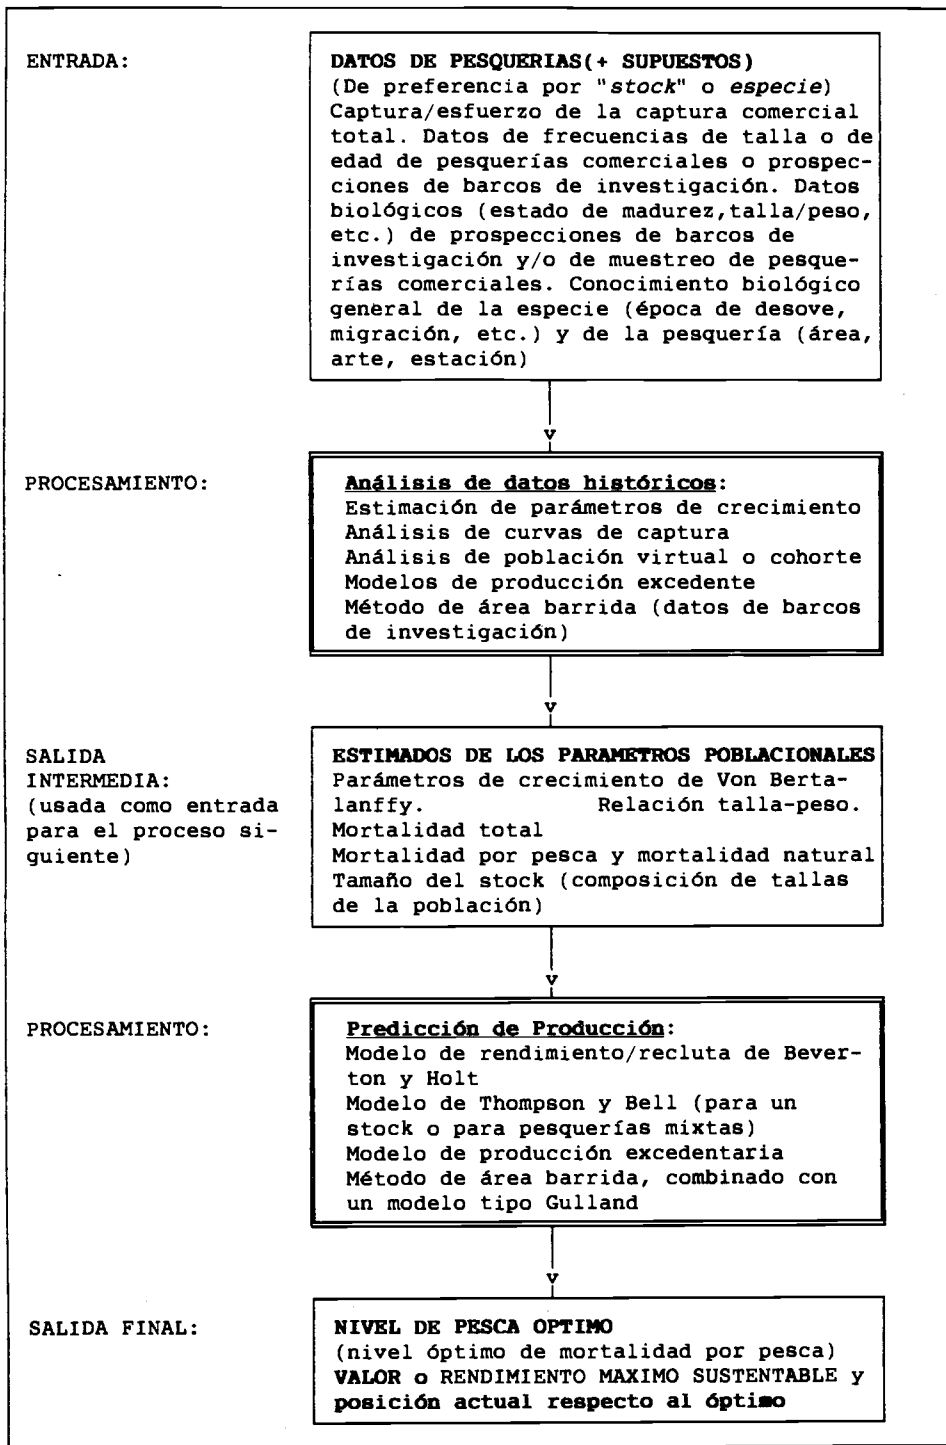 ENTRADA:
DATOS DE PESQUERIAS(+ SUPUESTOS)
(De preferencia por "stock" o especie)
Captura/esfuerzo de la captura comercial
total. Datos de frecuencias de talla o de
edad de pesquerías comerciales o prospec-
ciones de barcos de investigación. Datos
biológicos (estado de madurez,talla/peso,
etc.) de prospecciones de barcos de
investigación y/o de muestreo de pesque-
rías comerciales. Conocimiento biológico
general de la especie (época de desove,
migración, etc.) y de la pesquería (área,
arte, estación)
PROCESAMIENTO:
Análisis de datos históricos:
Estimación de parámetros de crecimiento
Análisis de curvas de captura
Análisis de población virtual o cohorte
Modelos de producción excedente
Método de área barrida (datos de barcos
de investigación)
SALIDA
INTERMEDIA:
(usada como entrada
para el proceso si-
guiente)
ESTIMADOS DE LOS PARAMETROS POBLACIONALES
Parámetros de crecimiento de Von Berta-
lanffy. Relación talla-peso.
Mortalidad total
Mortalidad por pesca y mortalidad natural
Tamaño del stock (composición de tallas
de la población)
PROCESAMIENTO:
Predicción de Producción:
Modelo de rendimiento/recluta de Bever-
ton y Holt
Modelo de Thompson y Bell (para un
stock o para pesquerías mixtas)
Modelo de producción excedentaria
Método de área barrida, combinado con
un modelo tipo Gulland
SALIDA FINAL:
NIVEL DE PESCA OPTIMO
(nivel óptimo de mortalidad por pesca)
VALOR o RENDIMIENTO MAXIMO SUSTENTABLE y
posición actual respecto al óptimo